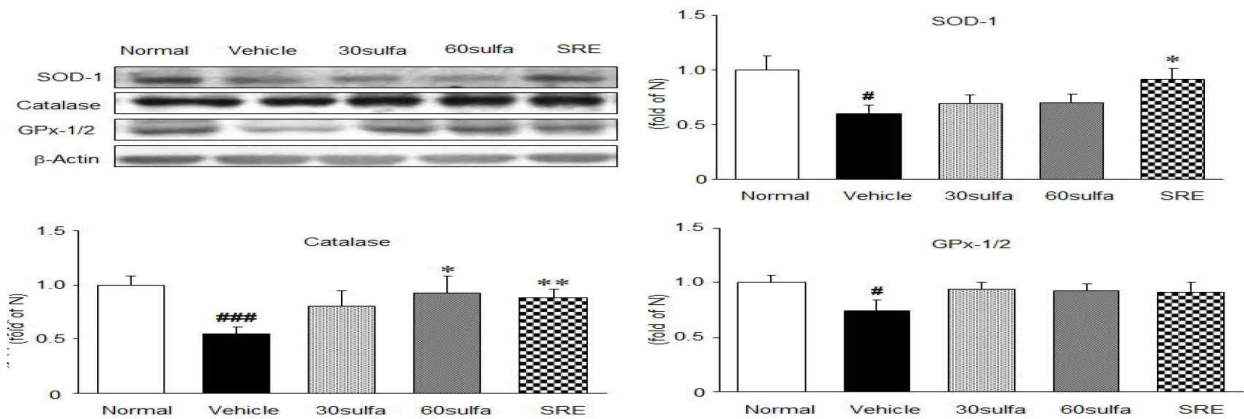 Normal Vehicle 30sulfa 60sulfa SRE
SOD-1
Catalase
GPx-1/2
β-Actin
SOD-1
1.5
1.0
0.5
0
(fold of N)
#
*
Normal Vehicle 30sulfa 60sulfa SRE
Catalase
1.5
1.0
0.5
0
(fold of N)
###
*
**
Normal Vehicle 30sulfa 60sulfa SRE
GPx-1/2
1.5
1.0
0.5
0
(fold of N)
#
Normal Vehicle 30sulfa 60sulfa SRE